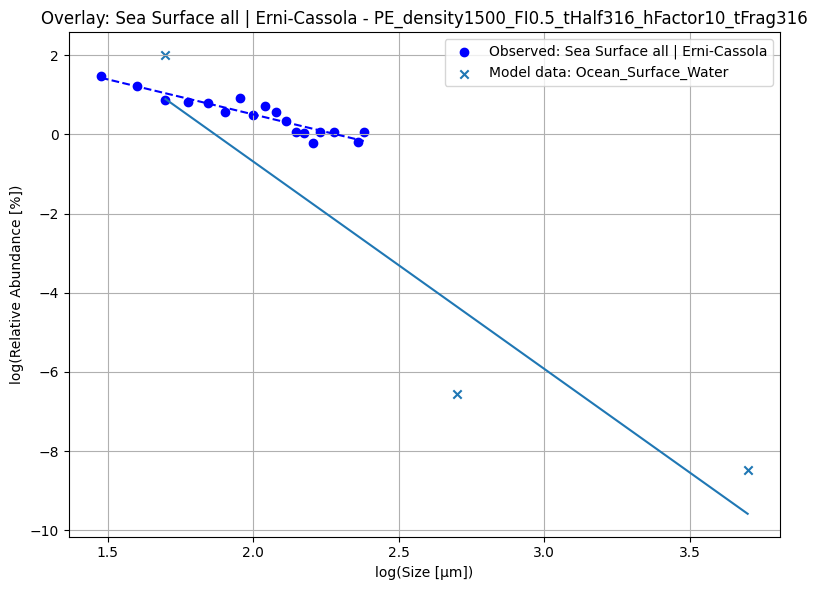 Overlay: Sea Surface all | Erni-Cassola - PE_density1500_FI0.5_tHalf316_hFactor10_tFrag316
Observed: Sea Surface all | Erni-Cassola
Model data: Ocean_Surface_Water
log(Relative Abundance [%])
2
0
−2
−4
−6
−8
−10
1.5 2.0 2.5 3.0 3.5
log(Size [μm])